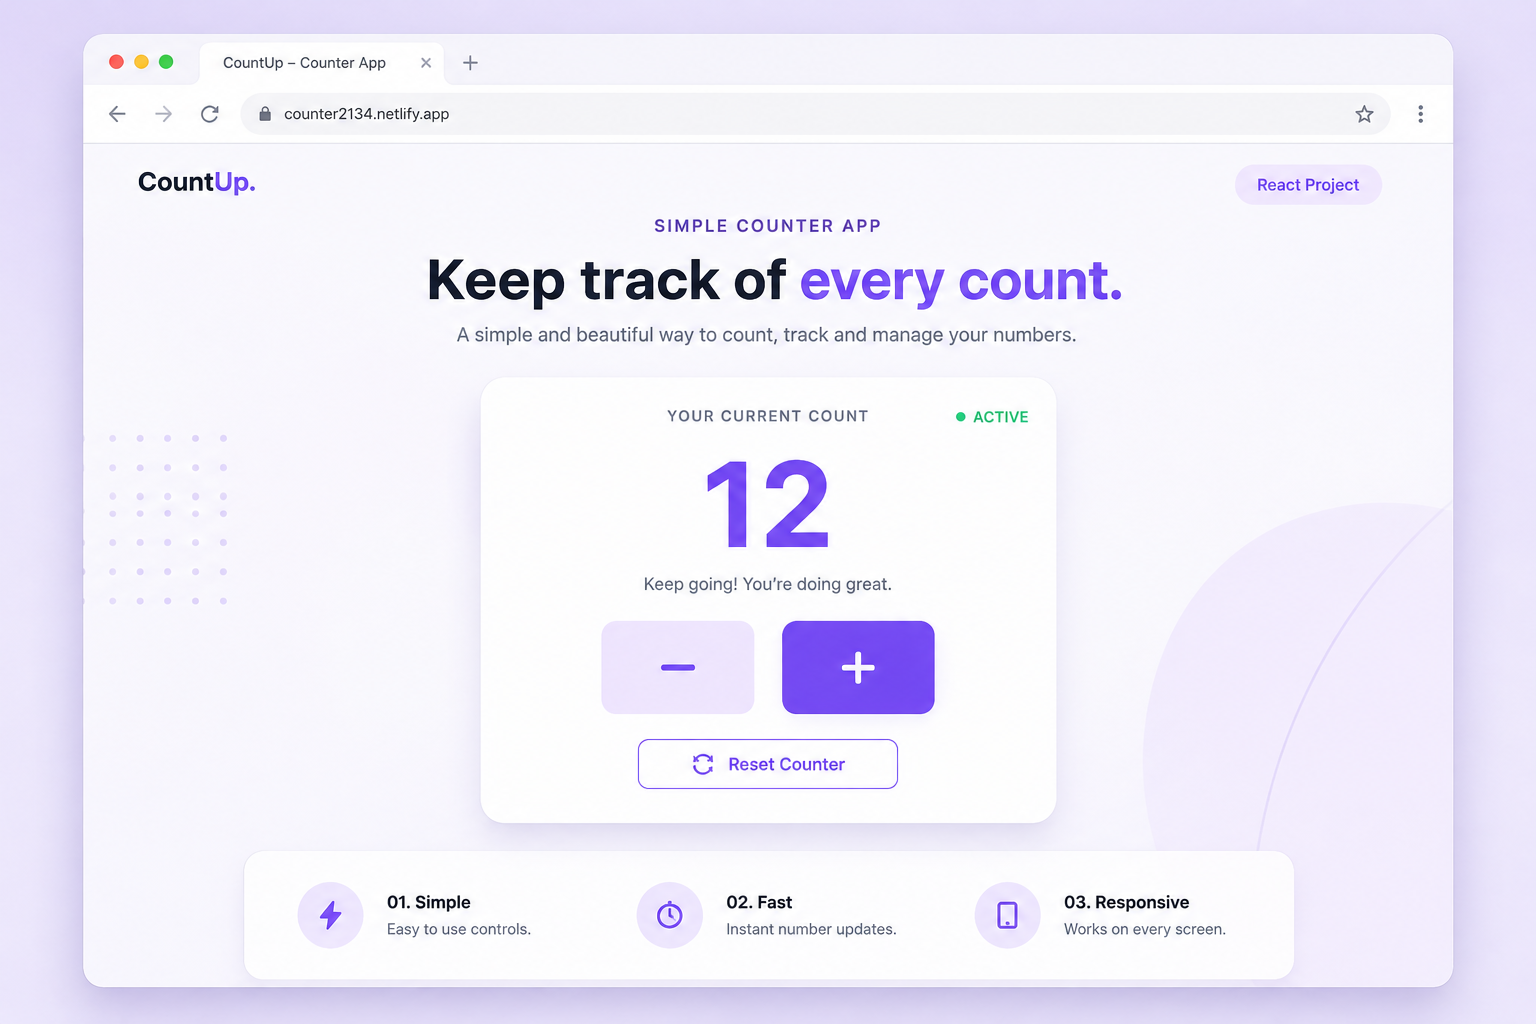 CountUp – Counter App
counter2134.netlify.app
CountUp.
React Project
SIMPLE COUNTER APP
Keep track of every count.
A simple and beautiful way to count, track and manage your numbers.
YOUR CURRENT COUNT
ACTIVE
12
Keep going! You’re doing great.
Reset Counter
01. Simple
Easy to use controls.
02. Fast
Instant number updates.
03. Responsive
Works on every screen.